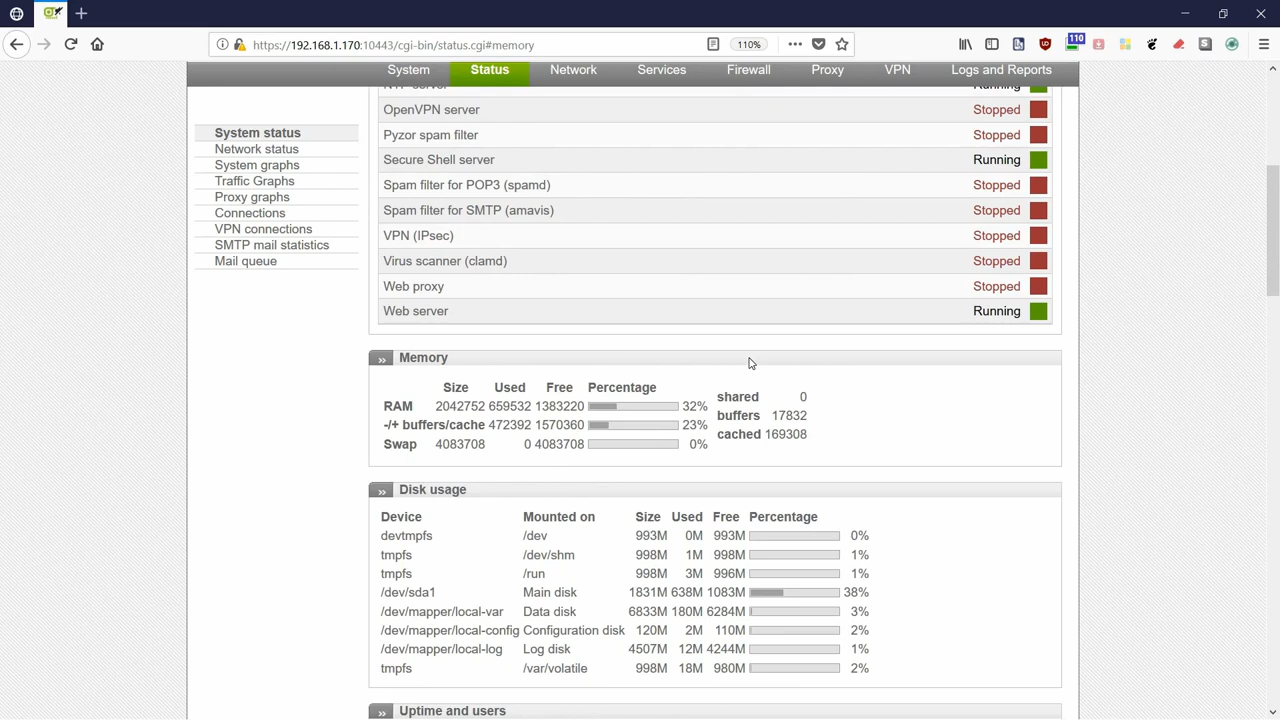 https://192.168.1.170:10443/cgi-bin/status.cgi#memory
110%
110
System Status Network Services Firewall Proxy VPN Logs and Reports
NTP server Running
OpenVPN server Stopped
Pyzor spam filter Stopped
Secure Shell server Running
Spam filter for POP3 (spamd) Stopped
Spam filter for SMTP (amavis) Stopped
VPN (IPsec) Stopped
Virus scanner (clamd) Stopped
Web proxy Stopped
Web server Running
System status
Network status
System graphs
Traffic Graphs
Proxy graphs
Connections
VPN connections
SMTP mail statistics
Mail queue
» Memory
Size Used Free Percentage
RAM 2042752 659532 1383220 32%
-/+ buffers/cache 472392 1570360 23%
Swap 4083708 0 4083708 0%
shared 0
buffers 17832
cached 169308
» Disk usage
Device Mounted on Size Used Free Percentage
devtmpfs /dev 993M 0M 993M 0%
tmpfs /dev/shm 998M 1M 998M 1%
tmpfs /run 998M 3M 996M 1%
/dev/sda1 Main disk 1831M 638M 1083M 38%
/dev/mapper/local-var Data disk 6833M 180M 6284M 3%
/dev/mapper/local-config Configuration disk 120M 2M 110M 2%
/dev/mapper/local-log Log disk 4507M 12M 4244M 1%
tmpfs /var/volatile 998M 18M 980M 2%
» Uptime and users